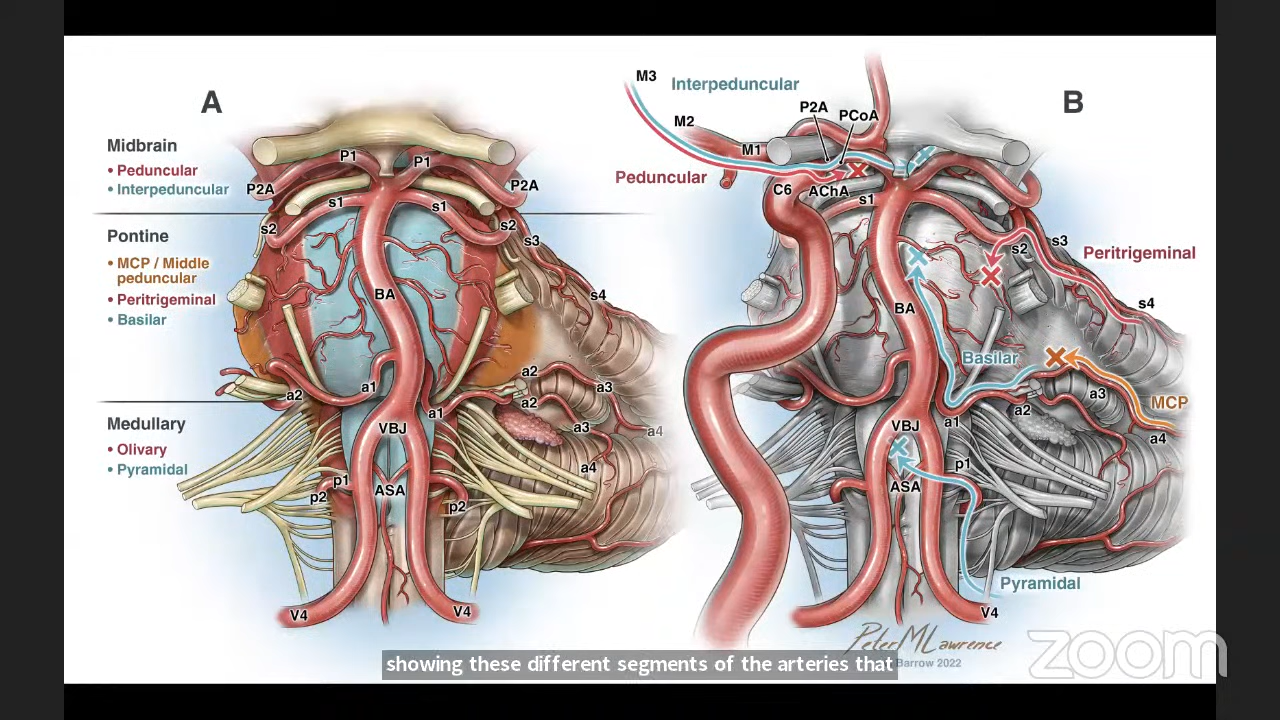 A
Midbrain
• Peduncular
• Interpeduncular
Pontine
• MCP / Middle
peduncular
• Peritrigeminal
• Basilar
Medullary
• Olivary
• Pyramidal
P1
P1
P2A
P2A
s1
s1
s2
s2
s3
s4
BA
a1
a2
a2
a3
a1
a2
a3
a4
VBJ
a4
p1
ASA
p2
p2
V4
V4
B
M3
Interpeduncular
M2
P2A
PCoA
M1
Peduncular
C6
AChA
s1
s2
s3
Peritrigeminal
s4
BA
Basilar
a3
MCP
a2
a1
a4
VBJ
p1
ASA
Pyramidal
V4
Peter M Lawrence
Barrow 2022
showing these different segments of the arteries that
zoom